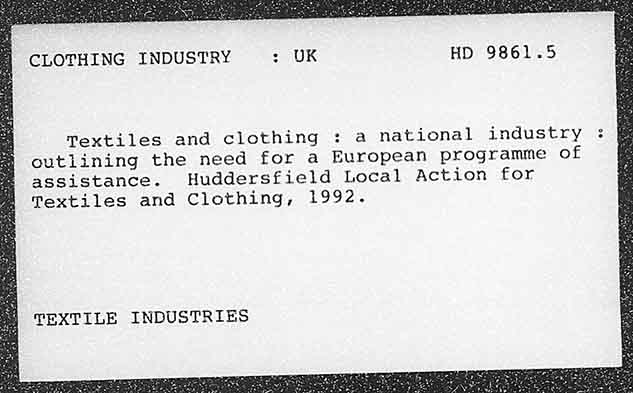 CLOTHING INDUSTRY : UK HD 9861.5
Textiles and clothing : a national industry :
outlining the need for a European programme of
assistance. Huddersfield Local Action for
Textiles and Clothing, 1992.
TEXTILE INDUSTRIES